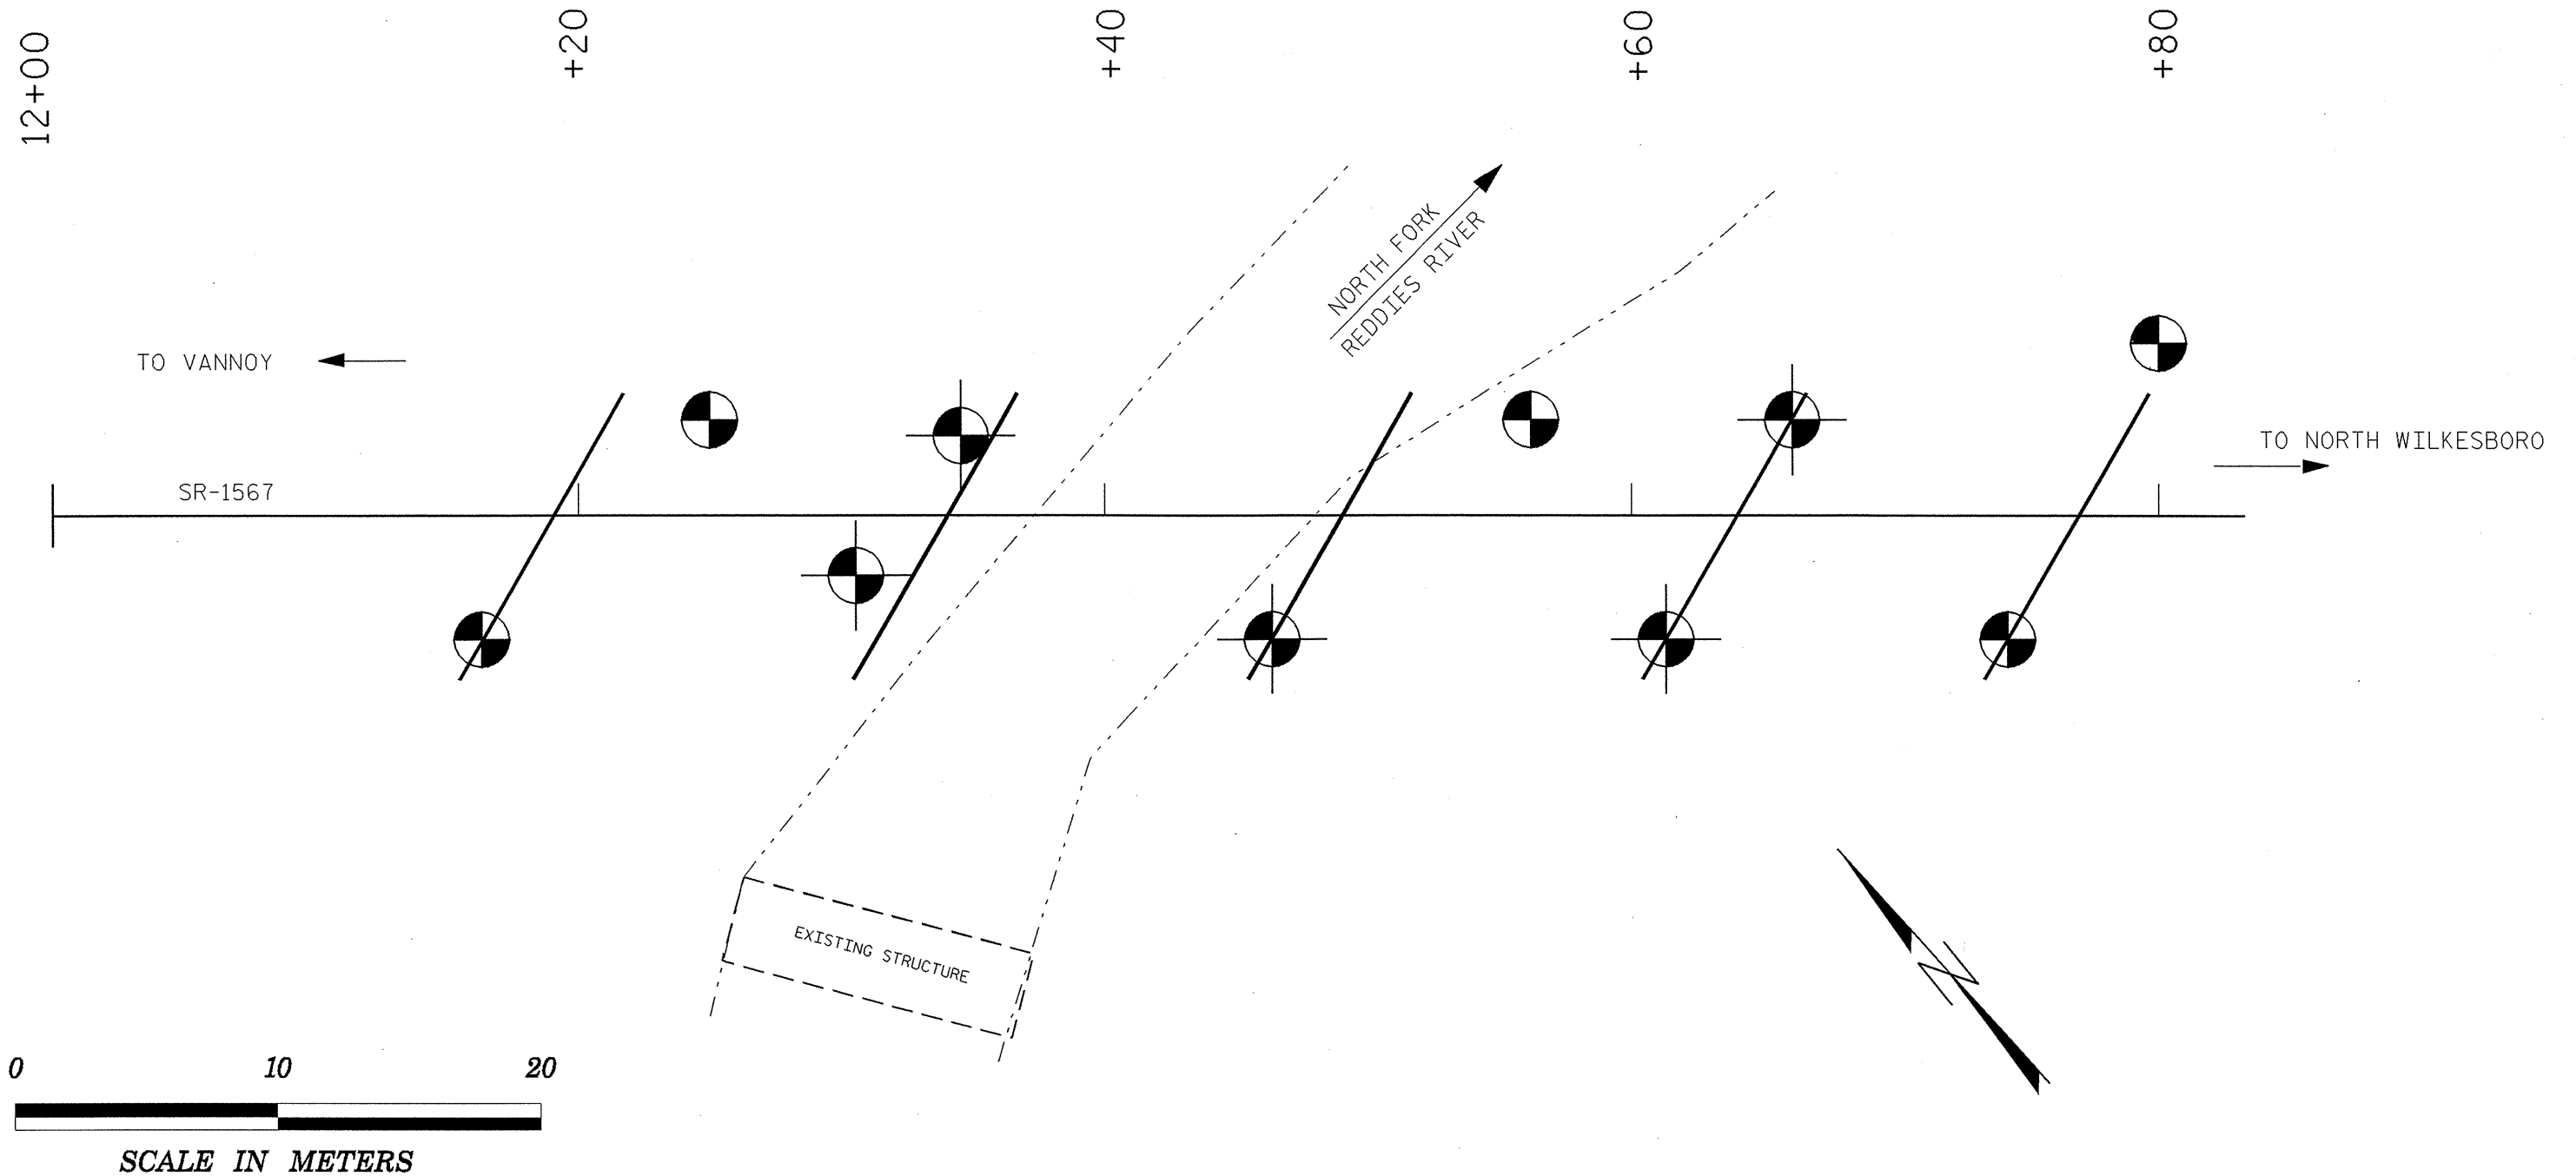 12+00
+20
+40
+60
+80
NORTH FORK
REDDIES RIVER
TO VANNOY
TO NORTH WILKESBORO
SR-1567
EXISTING STRUCTURE
N
0 10 20
SCALE IN METERS